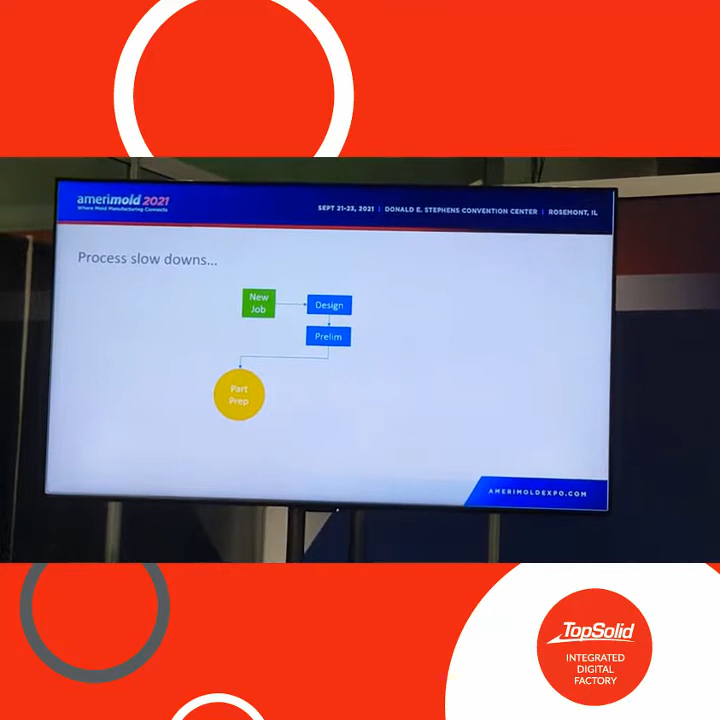 amerimold 2021
Where Mold Manufacturing Connects
SEPT 21-23, 2021 | DONALD E. STEPHENS CONVENTION CENTER | ROSEMONT, IL
Process slow downs...
New
Job
Design
Prelim
Part
Prep
AMERIMOLDEXPO.COM
TopSolid
INTEGRATED
DIGITAL
FACTORY